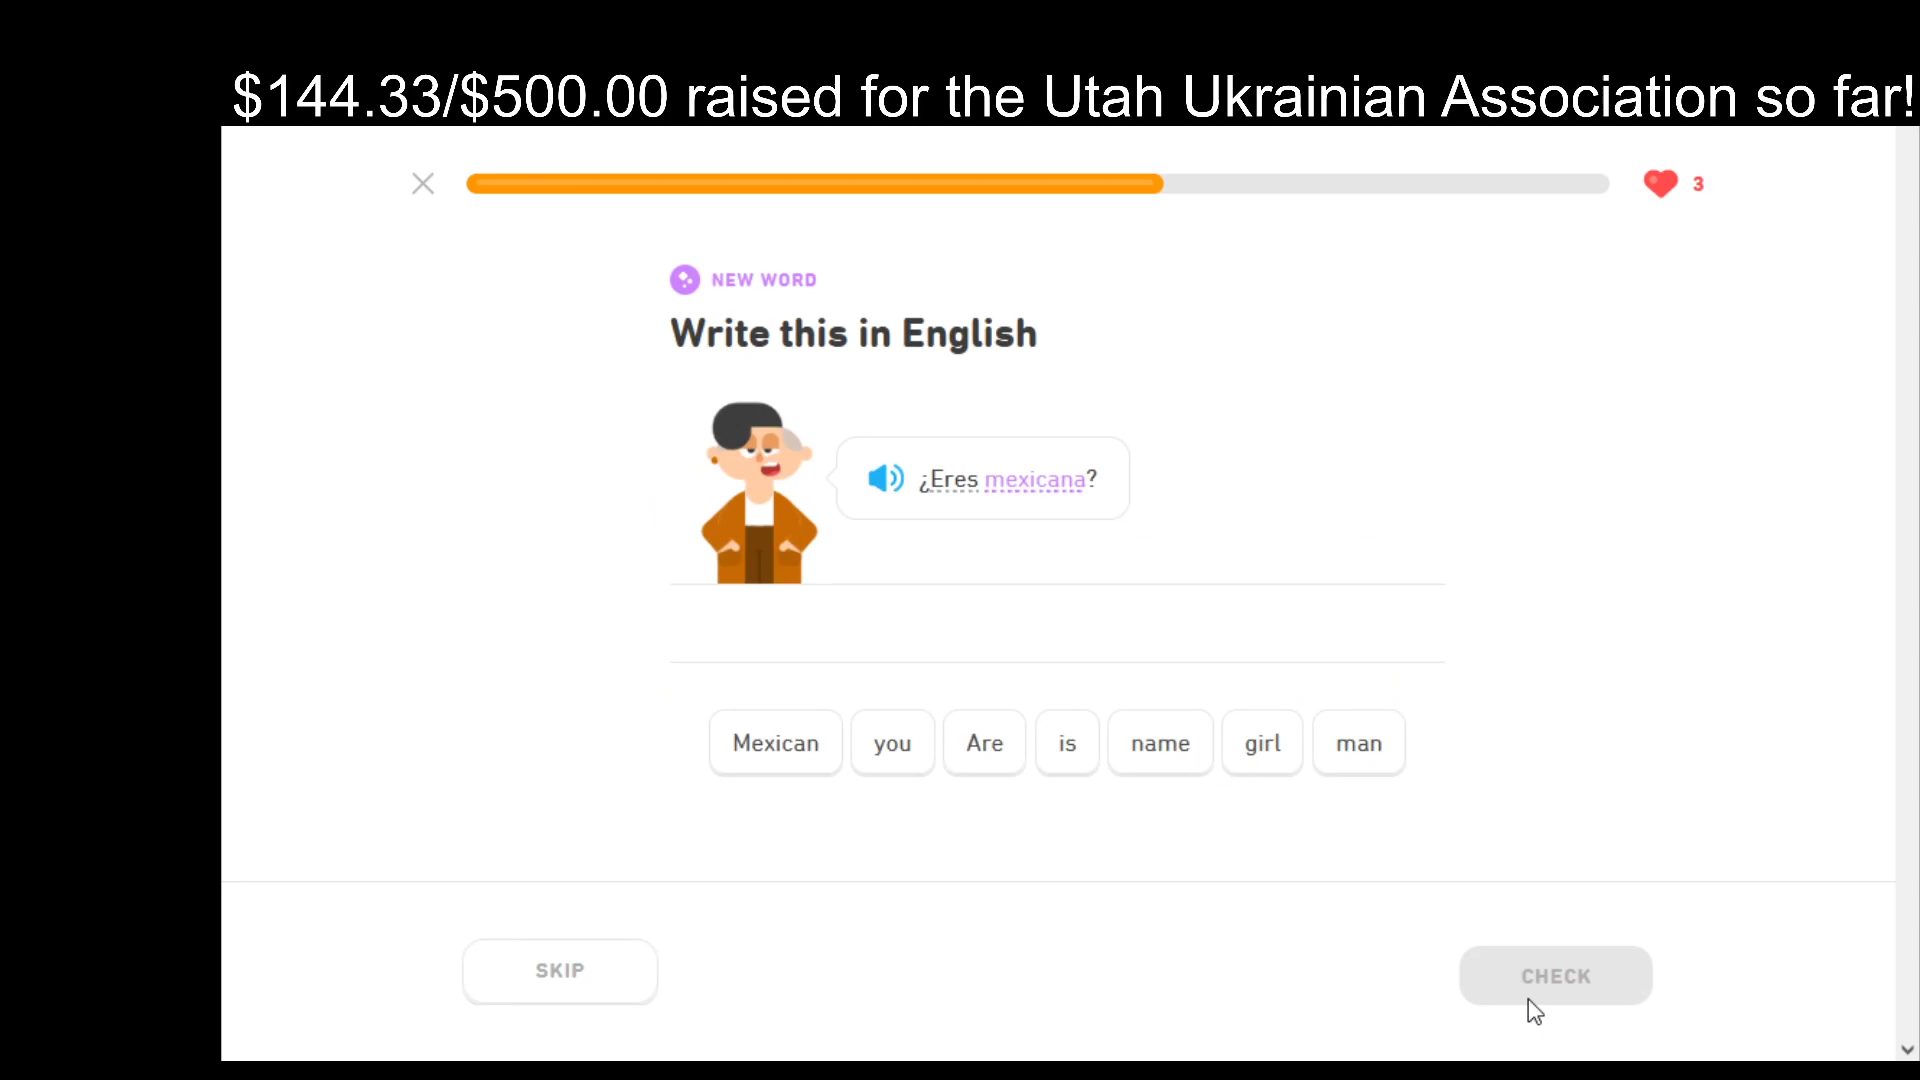 $144.33/$500.00 raised for the Utah Ukrainian Association so far!
3
NEW WORD
Write this in English
¿Eres mexicana?
Mexican you Are is name girl man
SKIP CHECK